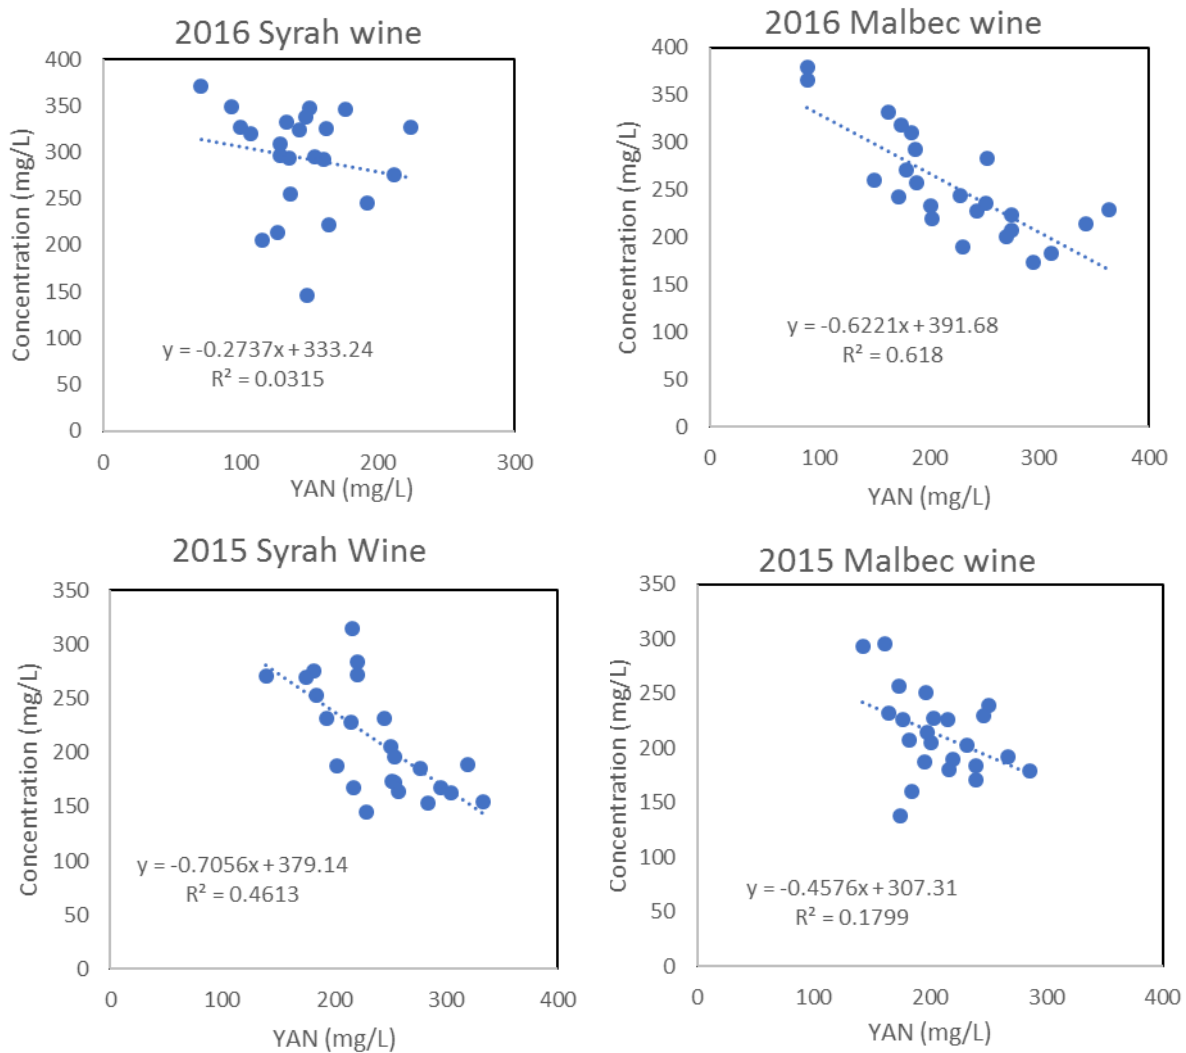 2016 Syrah wine
400
350
300
250
200
150
100
50
0
Concentration (mg/L)
y = -0.2737x + 333.24
R² = 0.0315
0 100 200 300
YAN (mg/L)
2016 Malbec wine
400
350
300
250
200
150
100
50
0
Concentration (mg/L)
y = -0.6221x + 391.68
R² = 0.618
0 100 200 300 400
YAN (mg/L)
2015 Syrah Wine
350
300
250
200
150
100
50
0
Concentration (mg/L)
y = -0.7056x + 379.14
R² = 0.4613
0 100 200 300 400
YAN (mg/L)
2015 Malbec wine
350
300
250
200
150
100
50
0
Concentration (mg/L)
y = -0.4576x + 307.31
R² = 0.1799
0 100 200 300 400
YAN (mg/L)